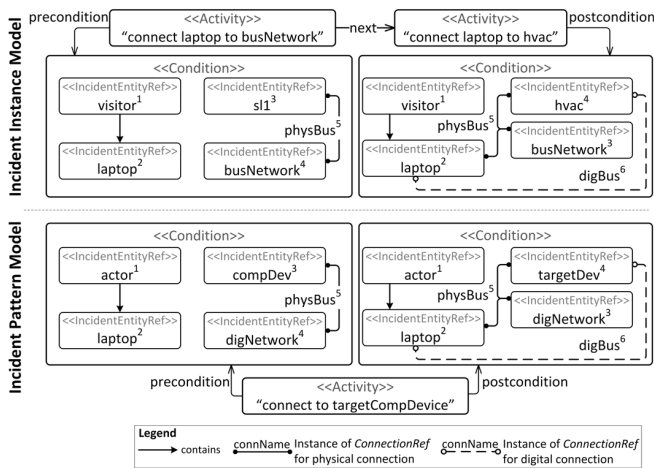 Incident Instance Model
precondition
<<Activity>>
"connect laptop to busNetwork"
next
<<Activity>>
"connect laptop to hvac"
postcondition
<<Condition>>
<<IncidentEntityRef>>
visitor1
<<IncidentEntityRef>>
laptop2
<<IncidentEntityRef>>
sl13
physBus5
<<IncidentEntityRef>>
busNetwork4
<<Condition>>
<<IncidentEntityRef>>
visitor1
<<IncidentEntityRef>>
laptop2
physBus5
<<IncidentEntityRef>>
hvac4
<<IncidentEntityRef>>
busNetwork3
digBus6
Incident Pattern Model
<<Condition>>
<<IncidentEntityRef>>
actor1
<<IncidentEntityRef>>
laptop2
<<IncidentEntityRef>>
compDev3
physBus5
<<IncidentEntityRef>>
digNetwork4
<<Condition>>
<<IncidentEntityRef>>
actor1
<<IncidentEntityRef>>
laptop2
physBus5
<<IncidentEntityRef>>
targetDev4
<<IncidentEntityRef>>
digNetwork3
digBus6
precondition
<<Activity>>
"connect to targetCompDevice"
postcondition
Legend
contains
connName
Instance of ConnectionRef
for physical connection
connName
Instance of ConnectionRef
for digital connection